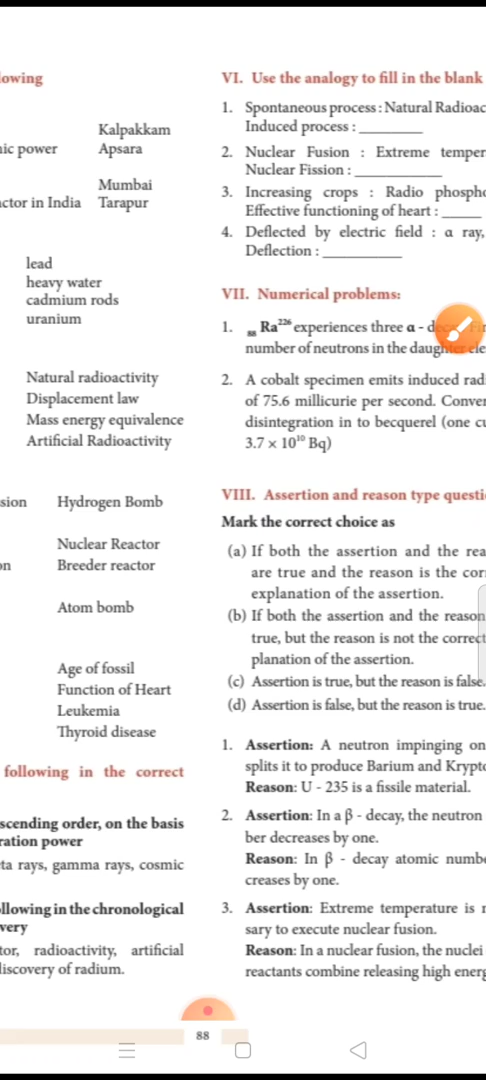 owing
Kalpakkam
nic power Apsara
Mumbai
actor in India Tarapur
lead
heavy water
cadmium rods
uranium
Natural radioactivity
Displacement law
Mass energy equivalence
Artificial Radioactivity
sion Hydrogen Bomb
Nuclear Reactor
on Breeder reactor
Atom bomb
Age of fossil
Function of Heart
Leukemia
Thyroid disease
following in the correct
scending order, on the basis
ration power
ta rays, gamma rays, cosmic
llowing in the chronological
very
tor, radioactivity, artificial
discovery of radium.
VI. Use the analogy to fill in the blank
1. Spontaneous process : Natural Radioac
Induced process : ________
2. Nuclear Fusion : Extreme temper
Nuclear Fission : ___________
3. Increasing crops : Radio phospho
Effective functioning of heart : _____
4. Deflected by electric field : α ray,
Deflection : __________
VII. Numerical problems:
1. ₈₈Ra²²⁶ experiences three α - 
number of neutrons in the daughter ele
2. A cobalt specimen emits induced rad
of 75.6 millicurie per second. Conver
disintegration in to becquerel (one cu
3.7 × 10¹⁰ Bq)
VIII. Assertion and reason type questi
Mark the correct choice as
(a) If both the assertion and the rea
are true and the reason is the cor
explanation of the assertion.
(b) If both the assertion and the reason
true, but the reason is not the correct
planation of the assertion.
(c) Assertion is true, but the reason is false.
(d) Assertion is false, but the reason is true.
1. Assertion: A neutron impinging on
splits it to produce Barium and Krypto
Reason: U - 235 is a fissile material.
2. Assertion: In a β - decay, the neutron
ber decreases by one.
Reason: In β - decay atomic numbe
creases by one.
3. Assertion: Extreme temperature is n
sary to execute nuclear fusion.
Reason: In a nuclear fusion, the nuclei
reactants combine releasing high energ
88